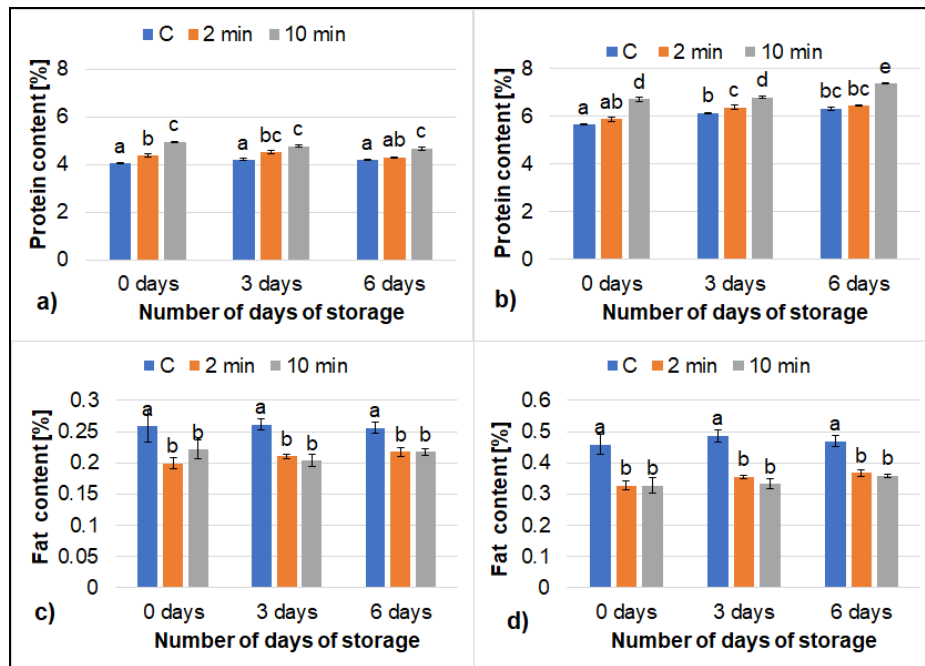 C 2 min 10 min
Protein content [%]
8
6
4
2
0
a b c
a bc c
a ab c
0 days 3 days 6 days
a)
Number of days of storage
C 2 min 10 min
Protein content [%]
8
6
4
2
0
a ab d
b c d
bc bc e
0 days 3 days 6 days
b)
Number of days of storage
C 2 min 10 min
Fat content [%]
0.3
0.25
0.2
0.15
0.1
0.05
0
a b b
a b b
a b b
0 days 3 days 6 days
c)
Number of days of storage
C 2 min 10 min
Fat content [%]
0.6
0.5
0.4
0.3
0.2
0.1
0
a b b
a b b
a b b
0 days 3 days 6 days
d)
Number of days of storage